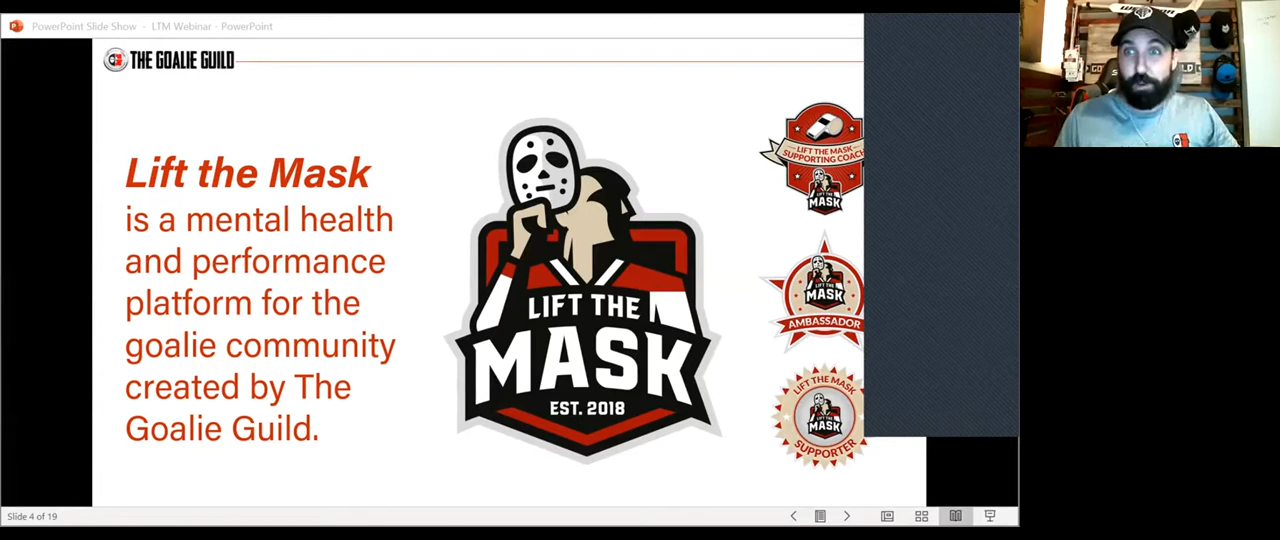 PowerPoint Slide Show - LTM Webinar - PowerPoint
THE GOALIE GUILD
Lift the Mask
is a mental health
and performance
platform for the
goalie community
created by The
Goalie Guild.
LIFT THE
MASK
EST. 2018
LIFT THE MASK
SUPPORTING COACH
LIFT THE
MASK
LIFT THE
MASK
AMBASSADOR
LIFT THE MASK
LIFT THE
MASK
SUPPORTER
Slide 4 of 19